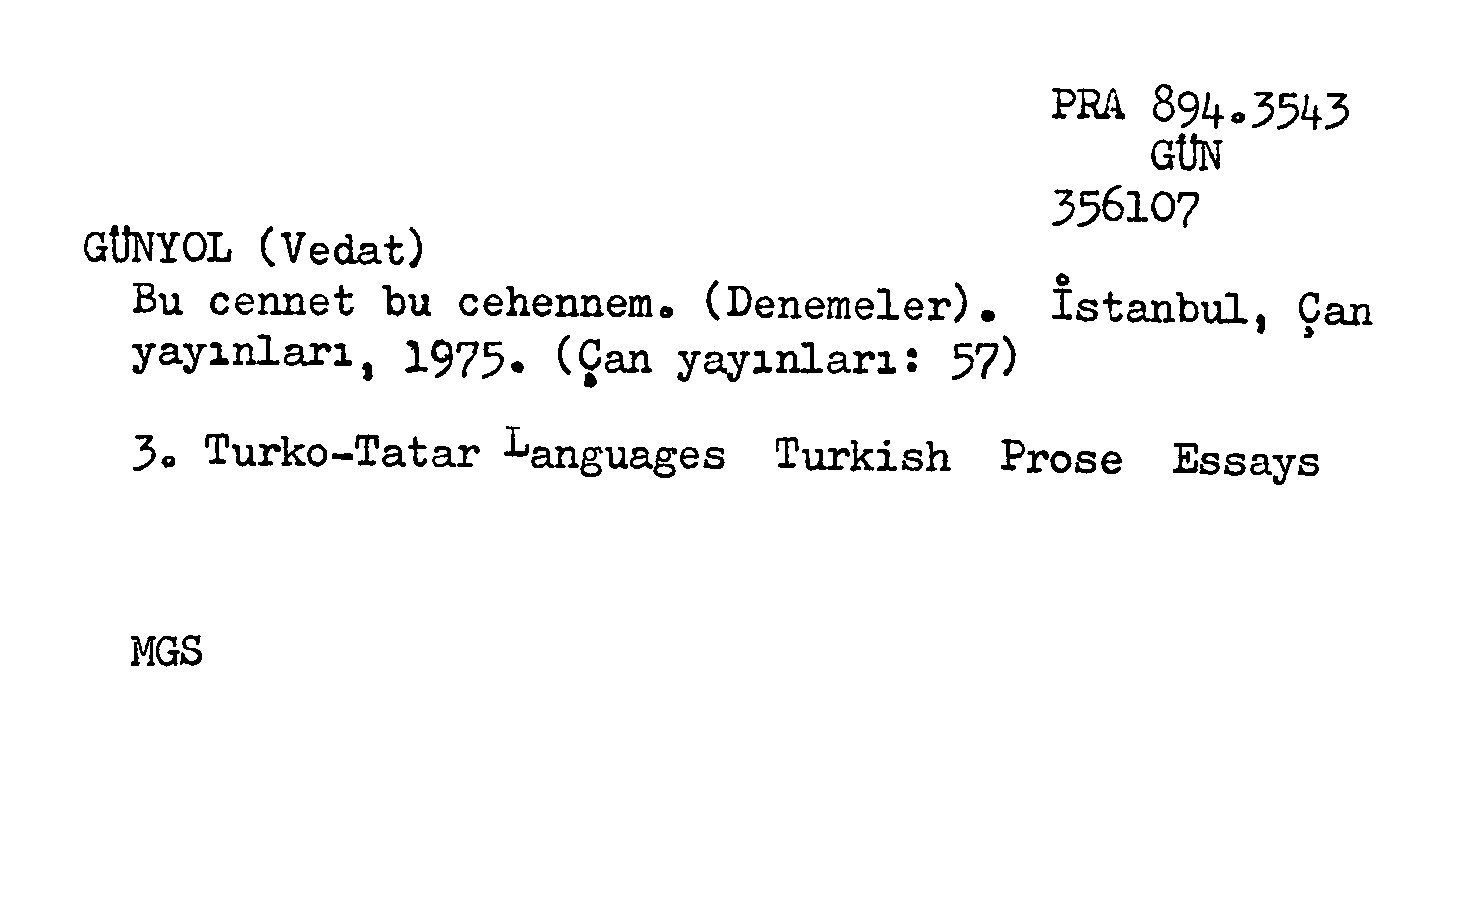 PRA 894.3543
GÜN
356107
GÜNYOL (Vedat)
Bu cennet bu cehennem. (Denemeler). İstanbul, Çan
yayınları, 1975. (Çan yayınları: 57)
3. Turko-Tatar Languages Turkish Prose Essays
MGS